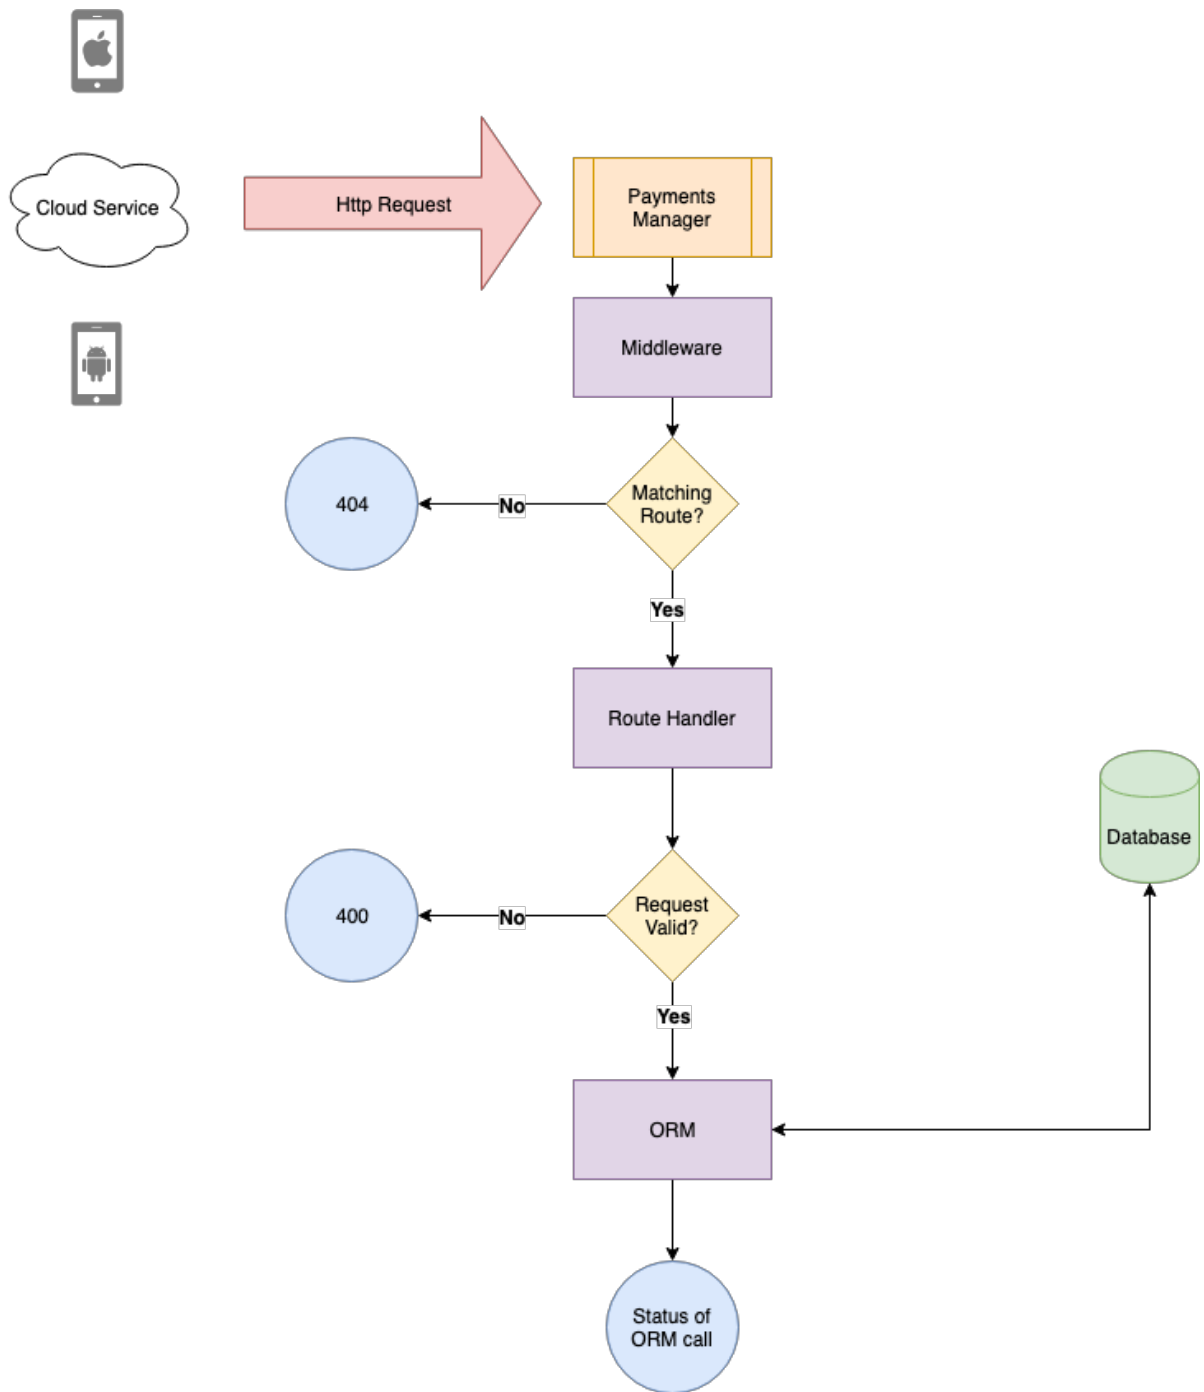 Cloud Service
Http Request
Payments
Manager
Middleware
Matching
Route?
No
404
Yes
Route Handler
Database
Request
Valid?
No
400
Yes
ORM
Status of
ORM call